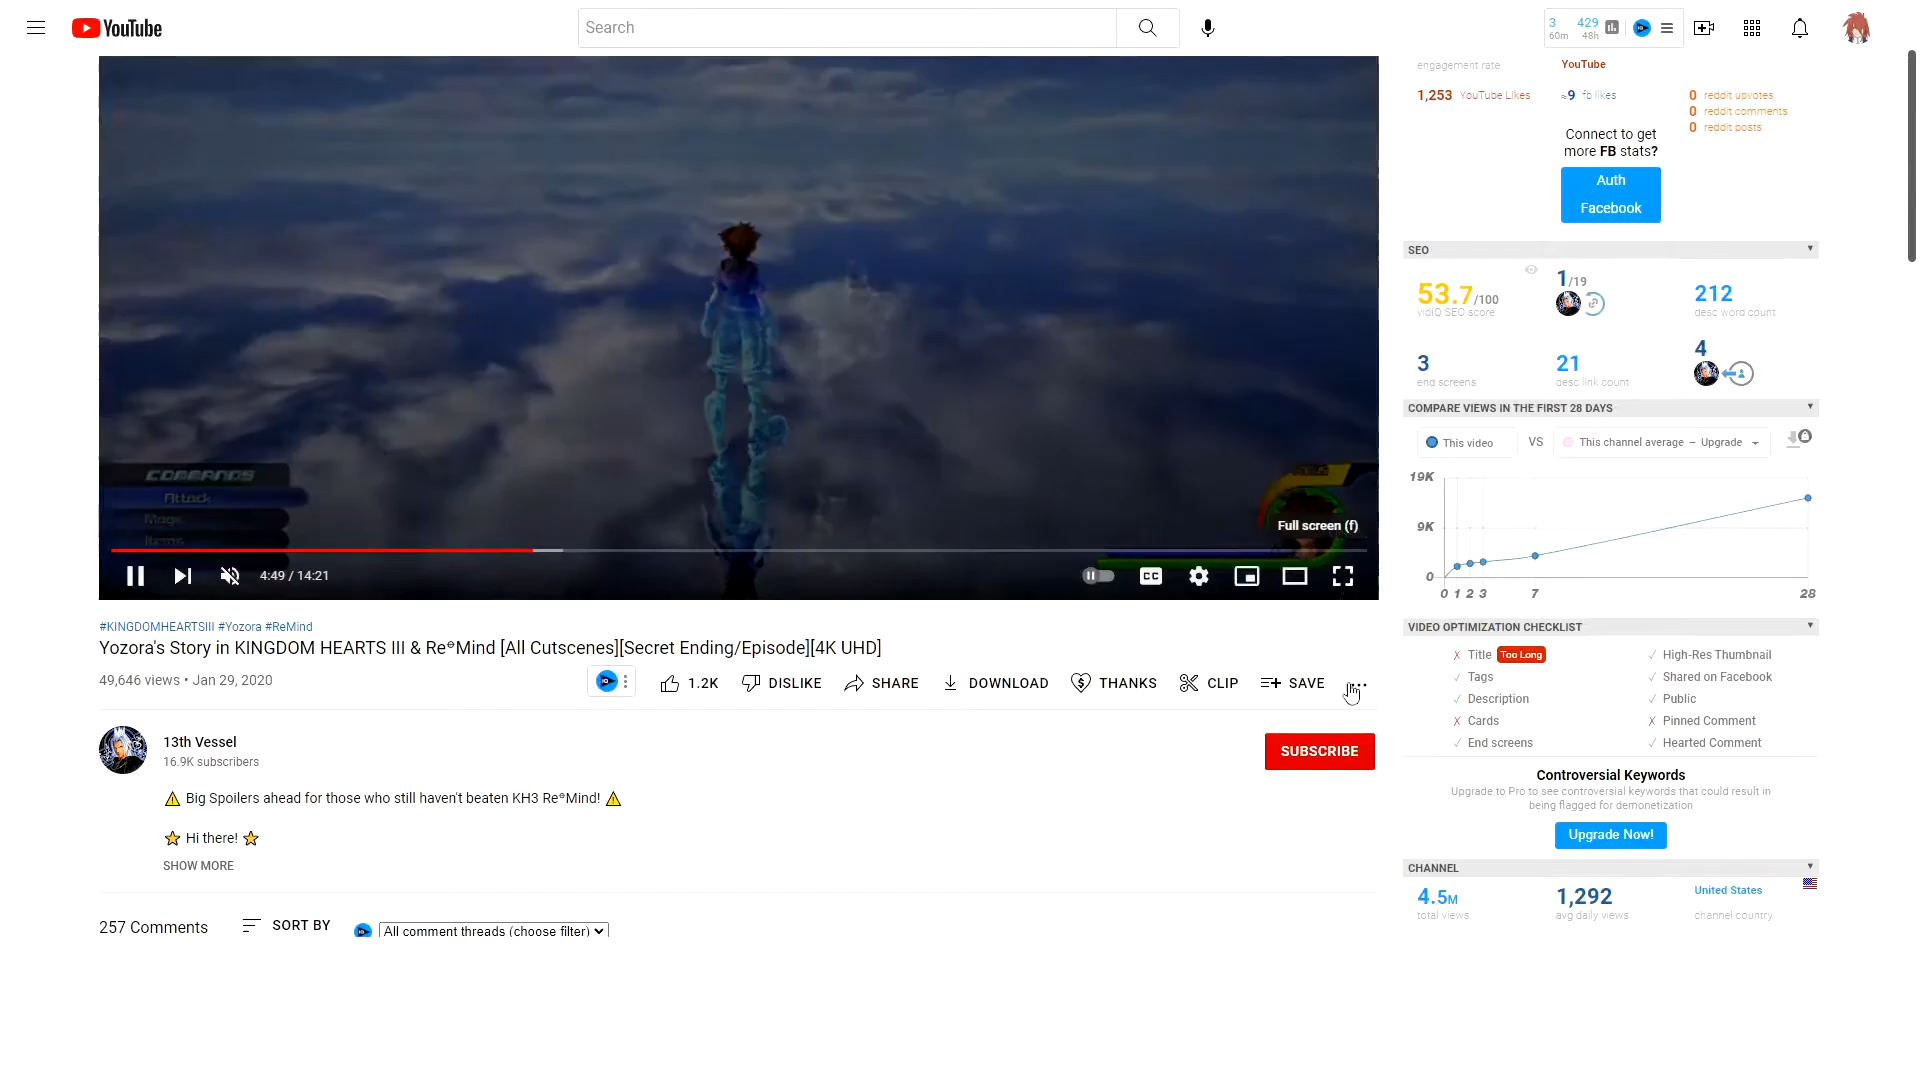 YouTube
Search
3
60m
429
48h
COMMANDS
Attack
Magic
Items
Full screen (f)
4:49 / 14:21
CC
#KINGDOMHEARTSIII #Yozora #ReMind
Yozora's Story in KINGDOM HEARTS III & Re⁰Mind [All Cutscenes][Secret Ending/Episode][4K UHD]
49,646 views • Jan 29, 2020
1.2K
DISLIKE
SHARE
DOWNLOAD
THANKS
CLIP
SAVE
13th Vessel
16.9K subscribers
SUBSCRIBE
Big Spoilers ahead for those who still haven't beaten KH3 Re⁰Mind!
Hi there!
SHOW MORE
257 Comments
SORT BY
All comment threads (choose filter)
engagement rate
YouTube
1,253 YouTube Likes
≈9 fb likes
0 reddit upvotes
0 reddit comments
0 reddit posts
Connect to get
more FB stats?
Auth
Facebook
SEO
53.7/100
vidIQ SEO score
1/19
212
desc word count
3
end screens
21
desc link count
4
COMPARE VIEWS IN THE FIRST 28 DAYS
This video
VS
This channel average – Upgrade
19K
9K
0
0 1 2 3 7 28
VIDEO OPTIMIZATION CHECKLIST
Title Too Long
High-Res Thumbnail
Tags
Shared on Facebook
Description
Public
Cards
Pinned Comment
End screens
Hearted Comment
Controversial Keywords
Upgrade to Pro to see controversial keywords that could result in
being flagged for demonetization
Upgrade Now!
CHANNEL
4.5M
total views
1,292
avg daily views
United States
channel country